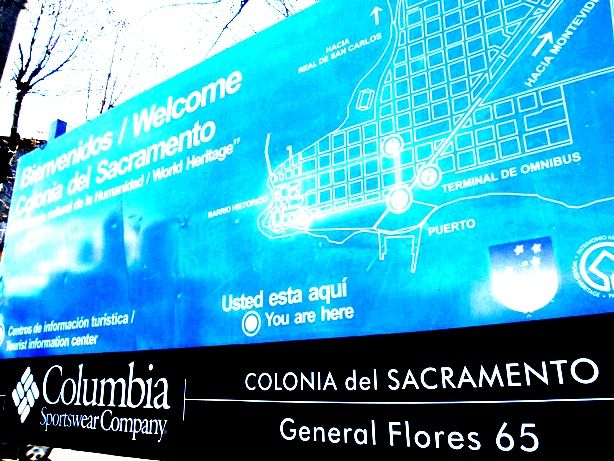 HACIA
REAL DE SAN CARLOS
HACIA MONTEVIDEO
Bienvenidos / Welcome
Colonia del Sacramento
cultural de la Humanidad / World Heritage"
BARRIO HISTORICO
TERMINAL DE OMNIBUS
PUERTO
Usted esta aquí
You are here
Centros de información turística /
Tourist information center
Columbia
Sportswear Company
COLONIA del SACRAMENTO
General Flores 65